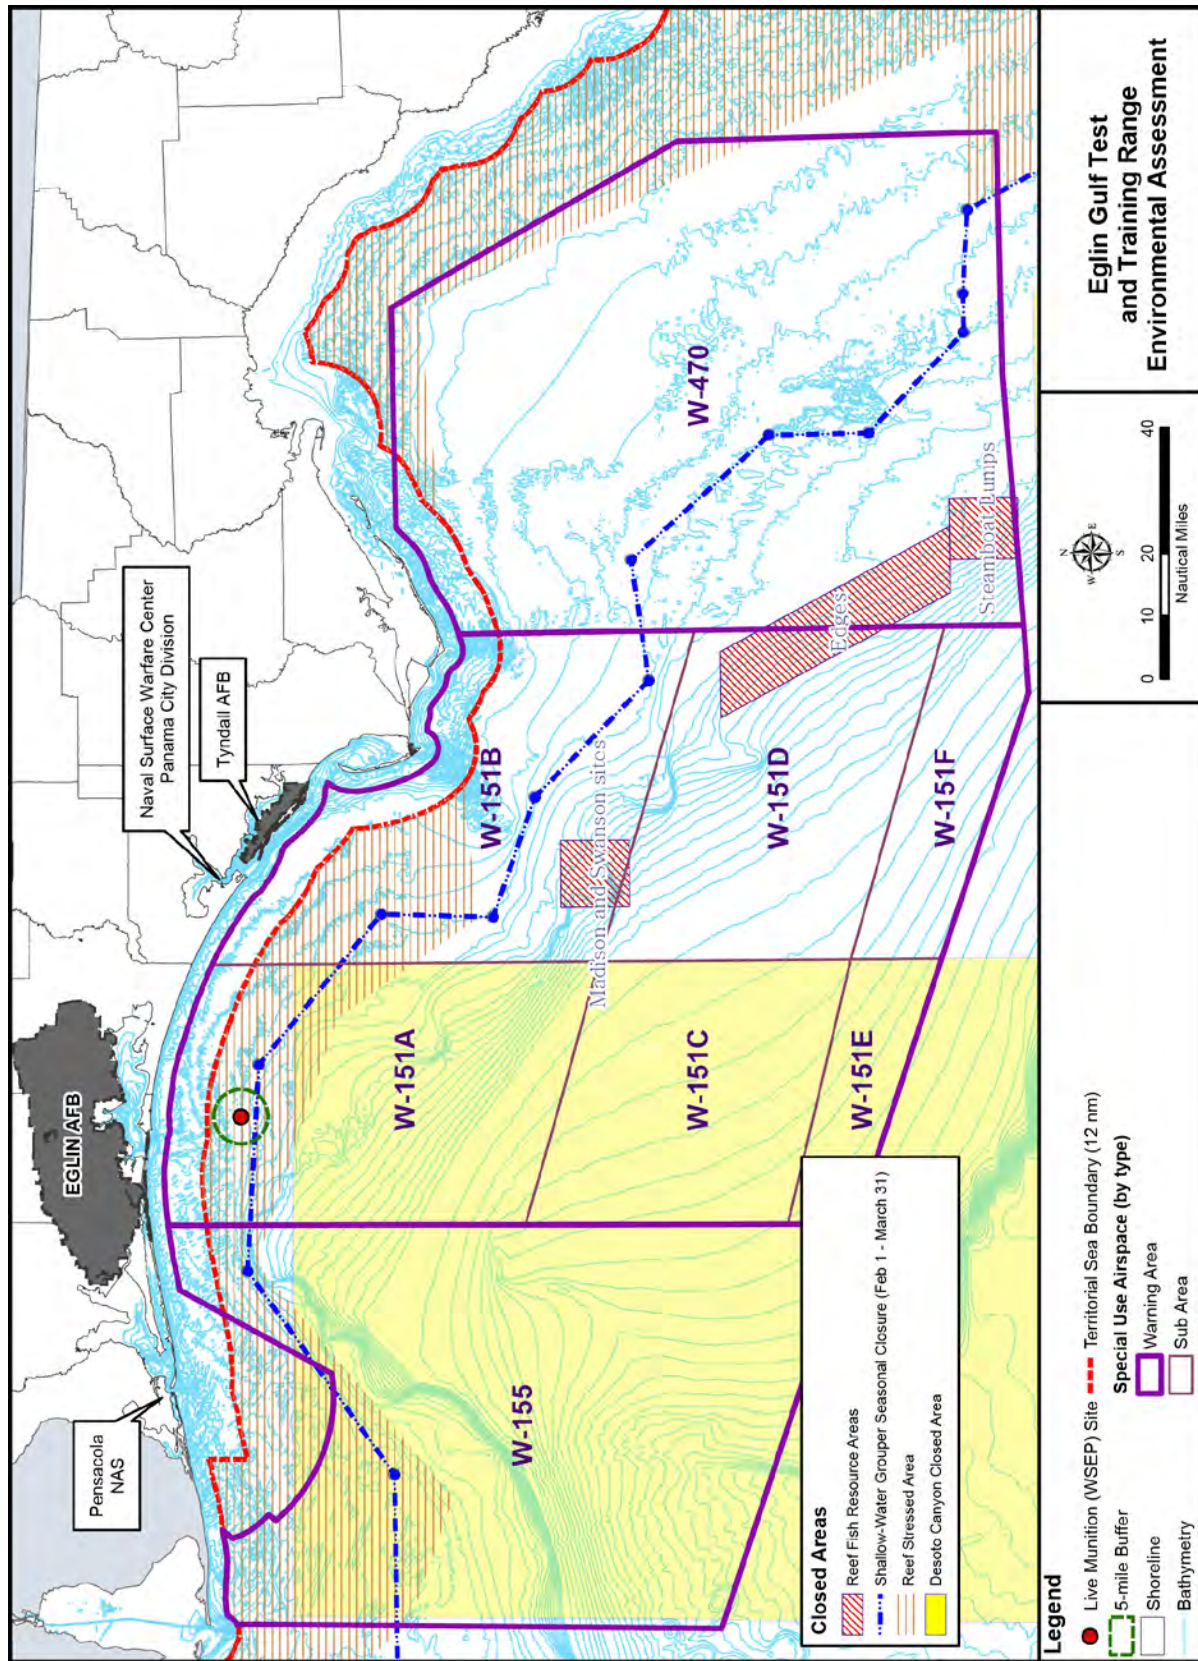 Pensacola
NAS
EGLIN AFB
Naval Surface Warfare Center
Panama City Division
Tyndall AFB
W-155
W-151A
W-151B
W-151C
W-151D
W-151E
W-151F
W-470
Madison and Swanson sites
Edges
Steamboat Lumps
Closed Areas
Reef Fish Resource Areas
Shallow-Water Grouper Seasonal Closure (Feb 1 - March 31)
Reef Stressed Area
Desoto Canyon Closed Area
Legend
Live Munition (WSEP) Site
5-mile Buffer
Shoreline
Bathymetry
Territorial Sea Boundary (12 nm)
Special Use Airspace (by type)
Warning Area
Sub Area
N
E
S
W
0 10 20 40
Nautical Miles
Eglin Gulf Test
and Training Range
Environmental Assessment